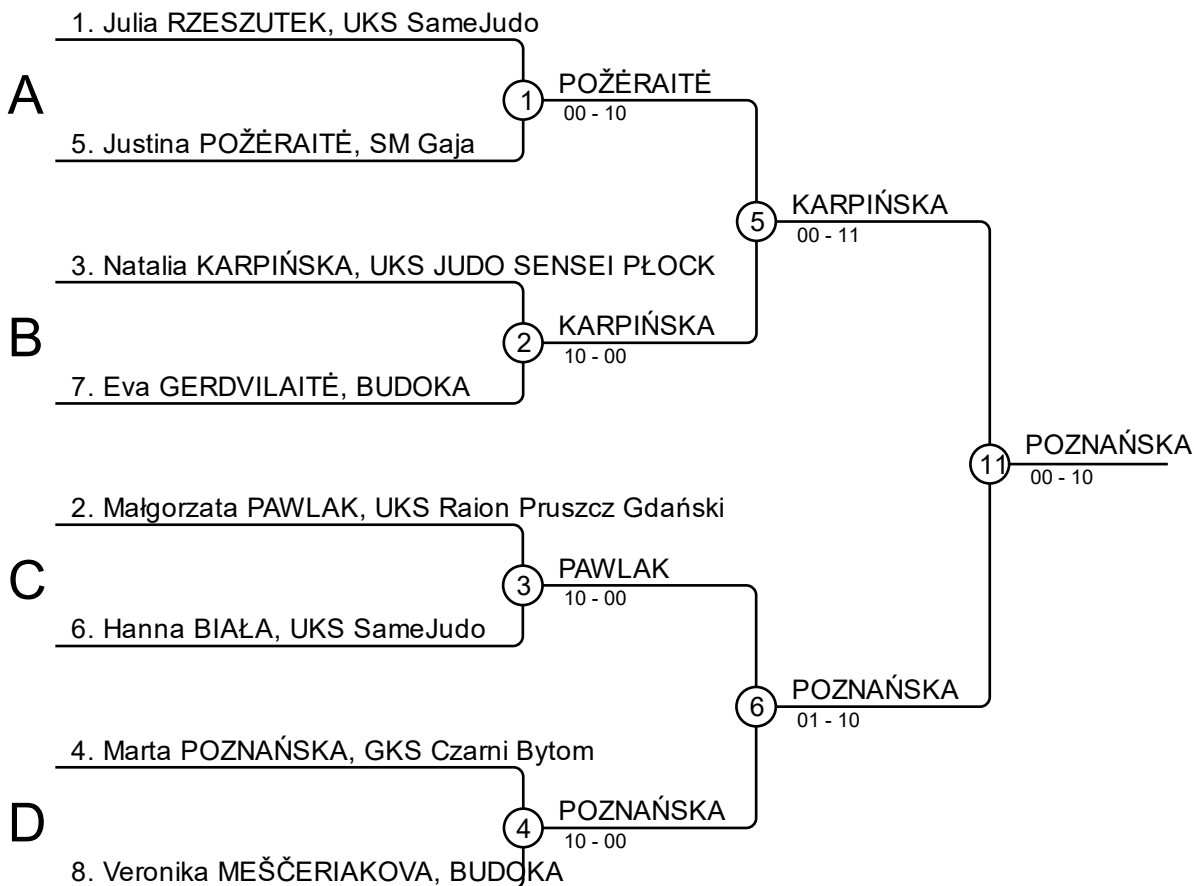 1. Julia RZESZUTEK, UKS SameJudo
A
1
POŽĖRAITĖ
00 - 10
5. Justina POŽĖRAITĖ, SM Gaja
5
KARPIŃSKA
00 - 11
3. Natalia KARPIŃSKA, UKS JUDO SENSEI PŁOCK
B
2
KARPIŃSKA
10 - 00
7. Eva GERDVILAITĖ, BUDOKA
11
POZNAŃSKA
00 - 10
2. Małgorzata PAWLAK, UKS Raion Pruszcz Gdański
C
3
PAWLAK
10 - 00
6. Hanna BIAŁA, UKS SameJudo
6
POZNAŃSKA
01 - 10
4. Marta POZNAŃSKA, GKS Czarni Bytom
D
4
POZNAŃSKA
10 - 00
8. Veronika MEŠČERIAKOVA, BUDOKA